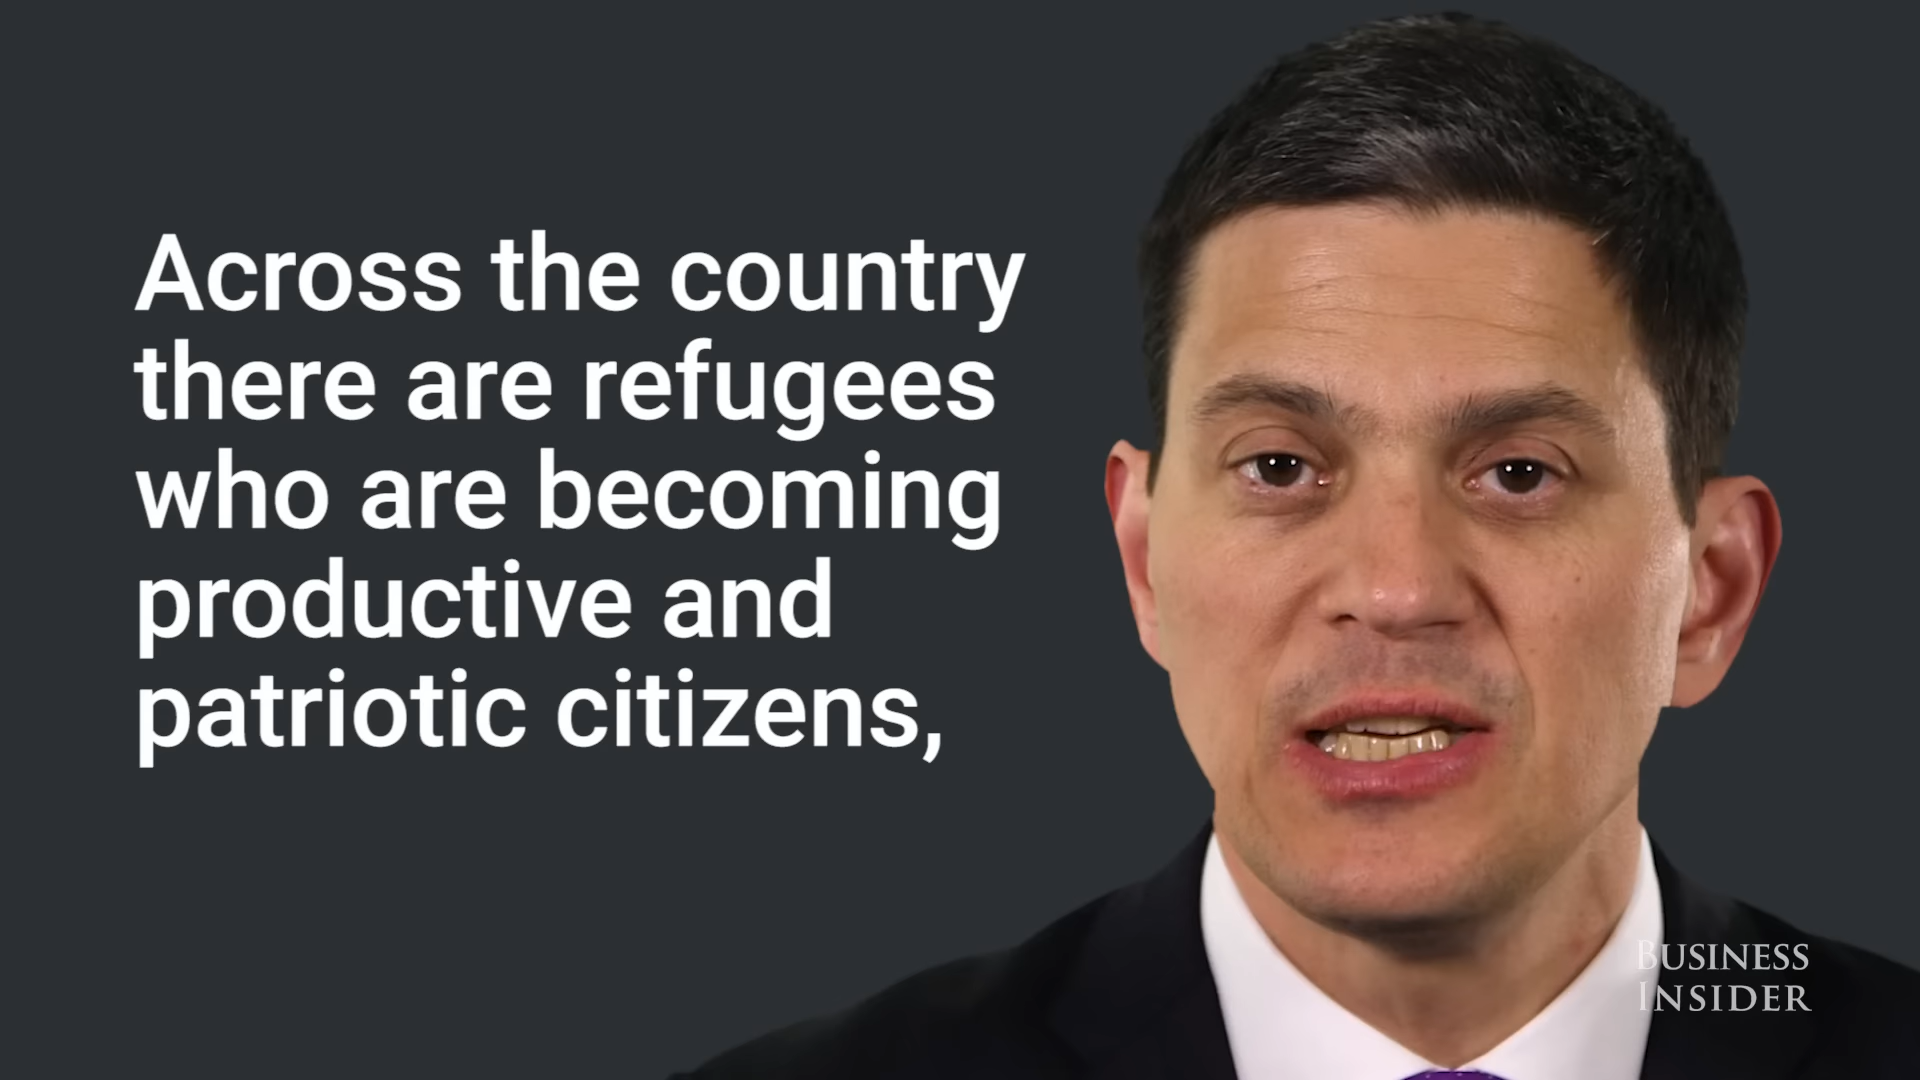 Across the country
there are refugees
who are becoming
productive and
patriotic citizens,
BUSINESS
INSIDER